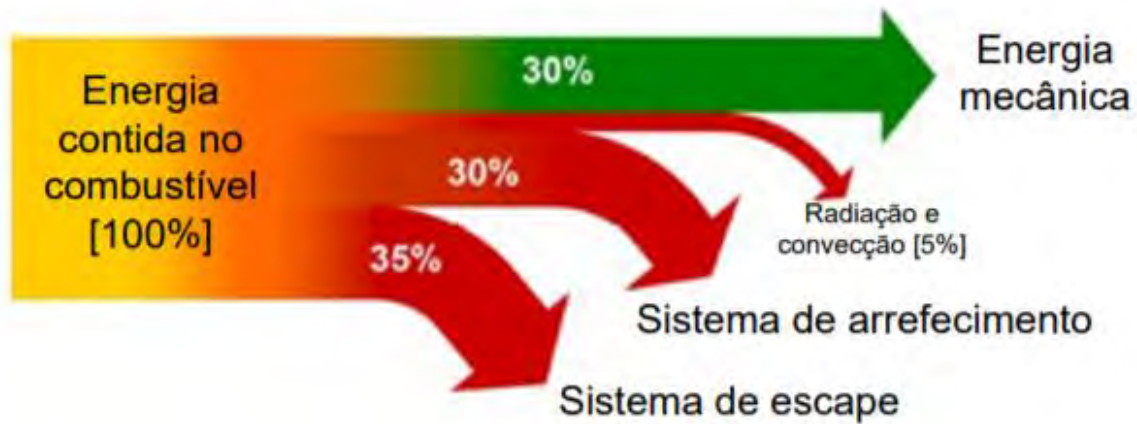 Energia
contida no
combustível
[100%]
30%
Energia
mecânica
30%
Radiação e
convecção [5%]
35%
Sistema de arrefecimento
Sistema de escape